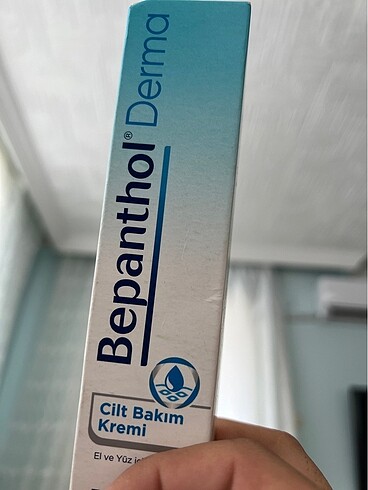 Bepanthol® Derma
Cilt Bakım
Kremi
El ve Yüz